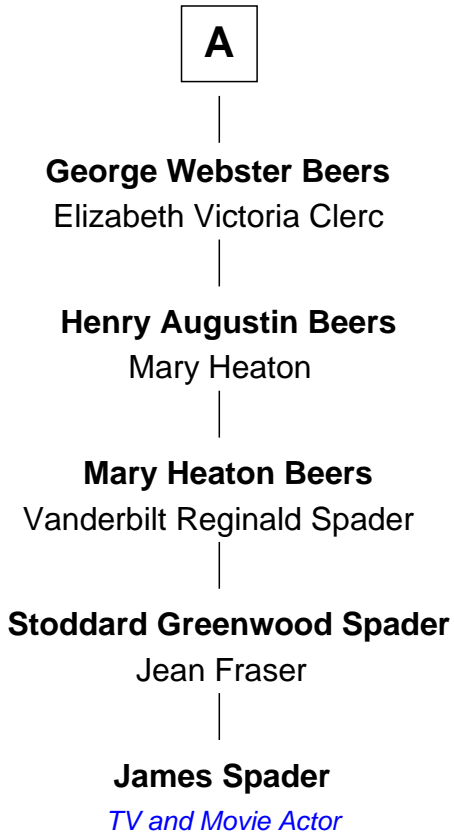 A
George Webster Beers
Elizabeth Victoria Clerc
Henry Augustin Beers
Mary Heaton
Mary Heaton Beers
Vanderbilt Reginald Spader
Stoddard Greenwood Spader
Jean Fraser
James Spader
TV and Movie Actor